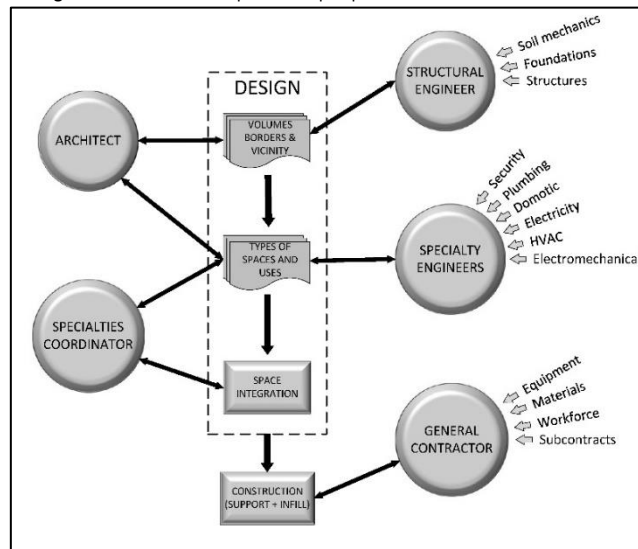 DESIGN
VOLUMES
BORDERS &
VICINITY
TYPES OF
SPACES AND
USES
SPACE
INTEGRATION
CONSTRUCTION
(SUPPORT + INFILL)
ARCHITECT
SPECIALTIES
COORDINATOR
STRUCTURAL
ENGINEER
Soil mechanics
Foundations
Structures
SPECIALTY
ENGINEERS
Security
Plumbing
Domotic
Electricity
HVAC
Electromechanical
GENERAL
CONTRACTOR
Equipment
Materials
Workforce
Subcontracts